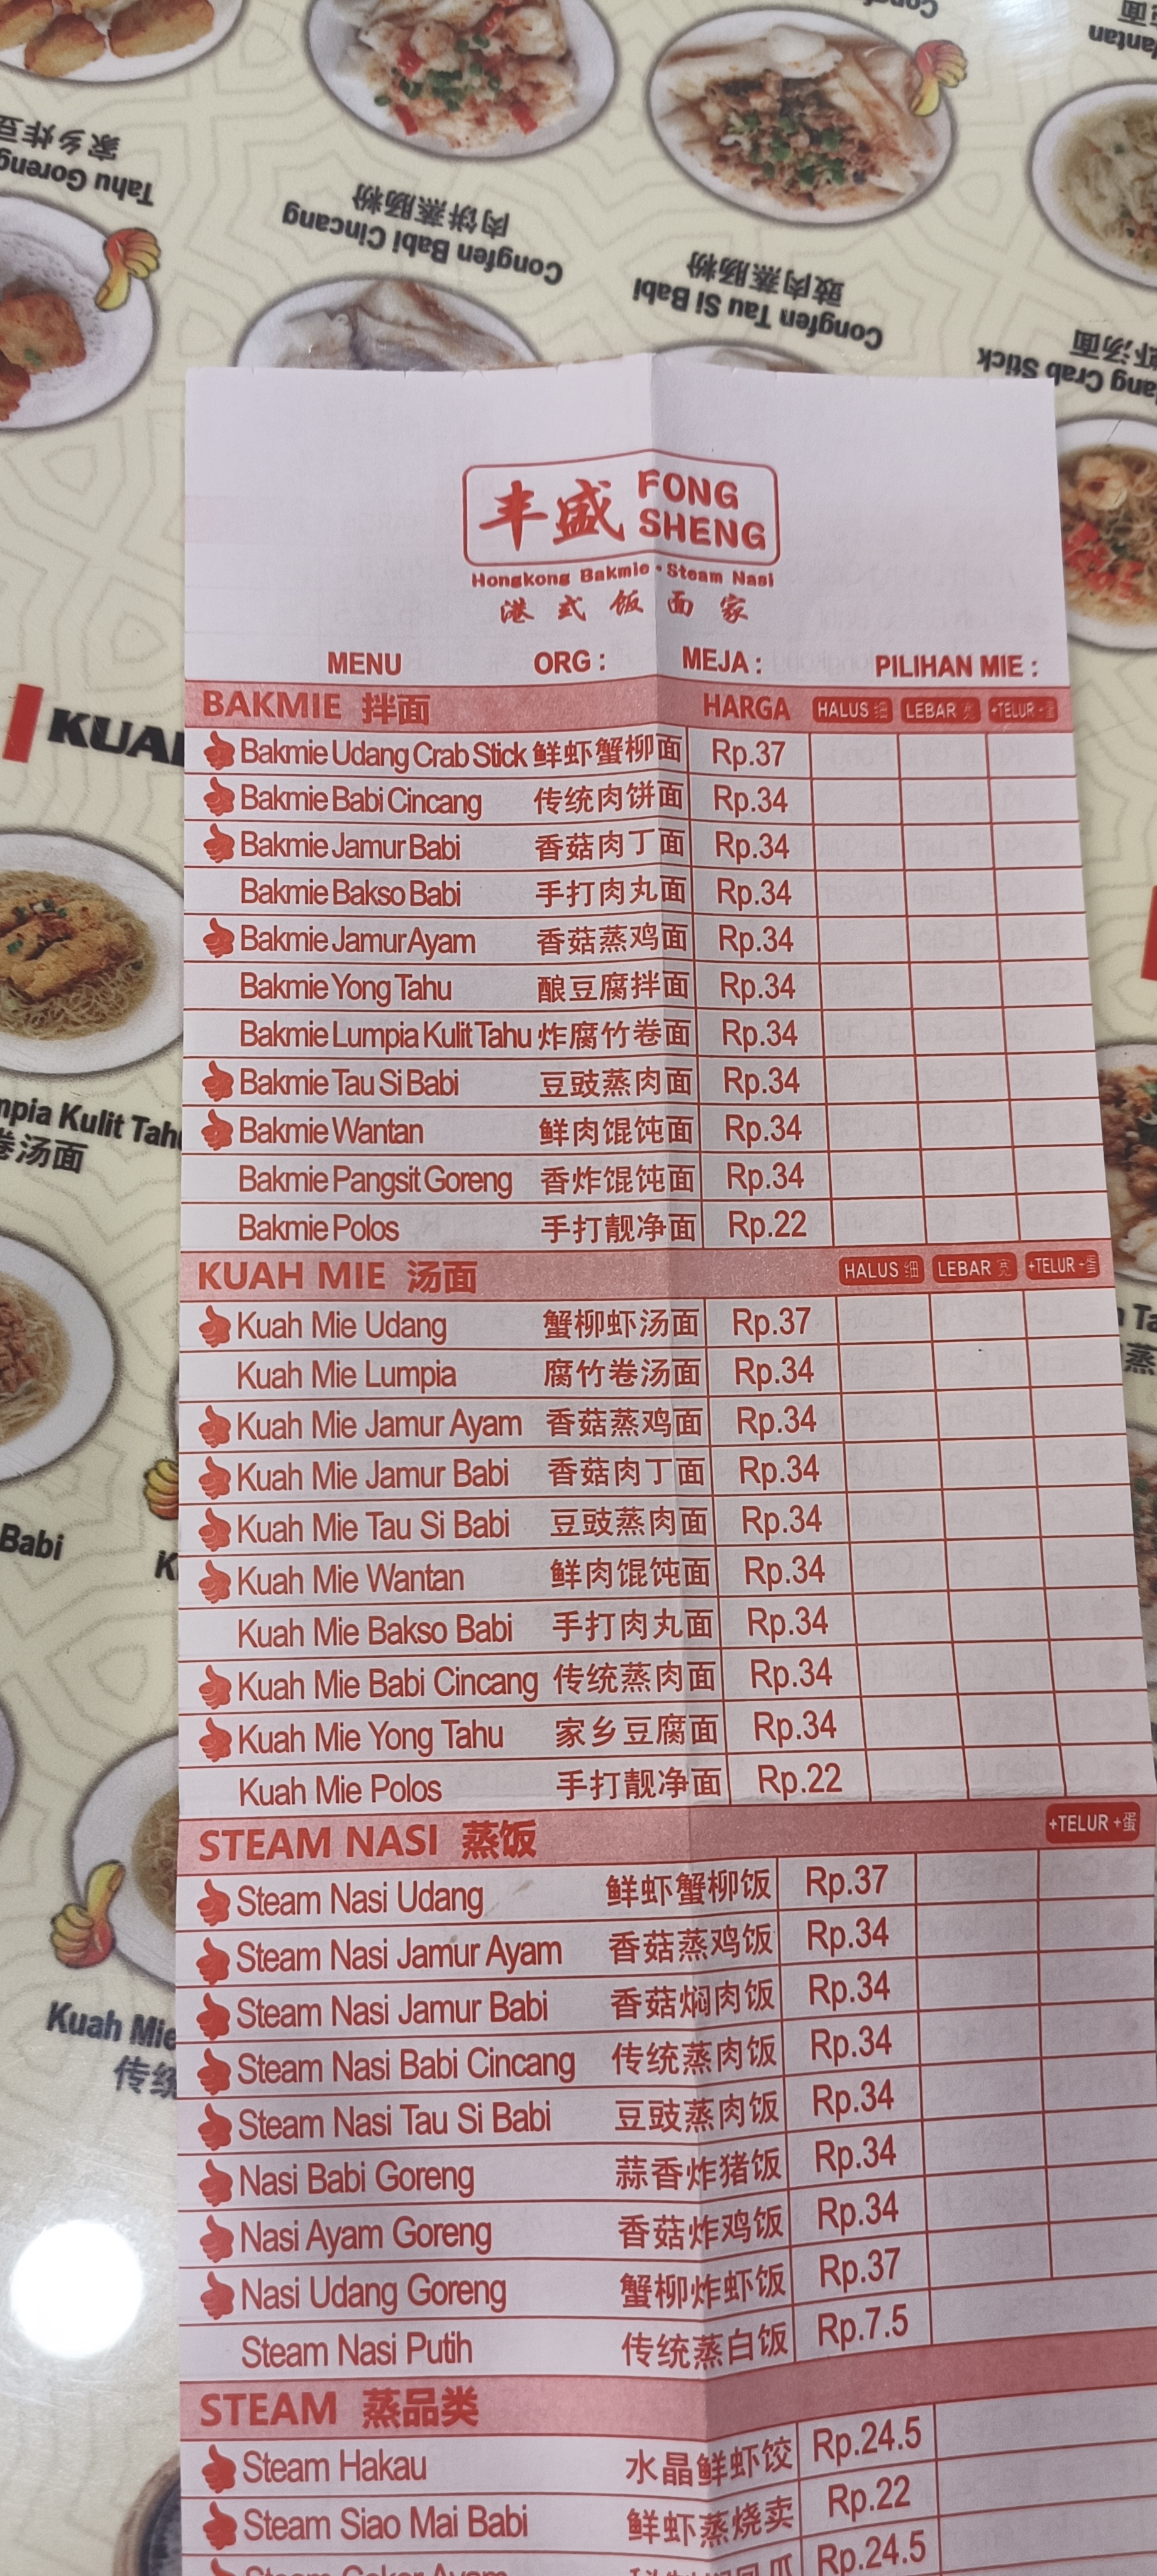 家乡炸豆
Tahu Goreng
肉饼蒸肠粉
Congfen Babi Cincang
豉肉蒸肠粉
Congfen Tau Si Babi
虾汤面
Crab Stick
丰盛 FONG SHENG
Hongkong Bakmie • Steam Nasi
港式饭面家
MENU ORG : MEJA : PILIHAN MIE :
BAKMIE 拌面 HARGA HALUS 细 LEBAR +TELUR +蛋
Bakmie Udang Crab Stick 鲜虾蟹柳面 Rp.37
Bakmie Babi Cincang 传统肉饼面 Rp.34
Bakmie Jamur Babi 香菇肉丁面 Rp.34
Bakmie Bakso Babi 手打肉丸面 Rp.34
Bakmie Jamur Ayam 香菇蒸鸡面 Rp.34
Bakmie Yong Tahu 酿豆腐拌面 Rp.34
Bakmie Lumpia Kulit Tahu 炸腐竹卷面 Rp.34
Bakmie Tau Si Babi 豆豉蒸肉面 Rp.34
Bakmie Wantan 鲜肉馄饨面 Rp.34
Bakmie Pangsit Goreng 香炸馄饨面 Rp.34
Bakmie Polos 手打靓净面 Rp.22
KUAH MIE 汤面 HALUS 细 LEBAR +TELUR +蛋
Kuah Mie Udang 蟹柳虾汤面 Rp.37
Kuah Mie Lumpia 腐竹卷汤面 Rp.34
Kuah Mie Jamur Ayam 香菇蒸鸡面 Rp.34
Kuah Mie Jamur Babi 香菇肉丁面 Rp.34
Kuah Mie Tau Si Babi 豆豉蒸肉面 Rp.34
Kuah Mie Wantan 鲜肉馄饨面 Rp.34
Kuah Mie Bakso Babi 手打肉丸面 Rp.34
Kuah Mie Babi Cincang 传统蒸肉面 Rp.34
Kuah Mie Yong Tahu 家乡豆腐面 Rp.34
Kuah Mie Polos 手打靓净面 Rp.22
STEAM NASI 蒸饭 +TELUR +蛋
Steam Nasi Udang 鲜虾蟹柳饭 Rp.37
Steam Nasi Jamur Ayam 香菇蒸鸡饭 Rp.34
Steam Nasi Jamur Babi 香菇焖肉饭 Rp.34
Steam Nasi Babi Cincang 传统蒸肉饭 Rp.34
Steam Nasi Tau Si Babi 豆豉蒸肉饭 Rp.34
Nasi Babi Goreng 蒜香炸猪饭 Rp.34
Nasi Ayam Goreng 香菇炸鸡饭 Rp.34
Nasi Udang Goreng 蟹柳炸虾饭 Rp.37
Steam Nasi Putih 传统蒸白饭 Rp.7.5
STEAM 蒸品类
Steam Hakau 水晶鲜虾饺 Rp.24.5
Steam Siao Mai Babi 鲜虾蒸烧卖 Rp.22
Rp.24.5
Kulit
卷汤面
Babi
Kuah Mie
传统